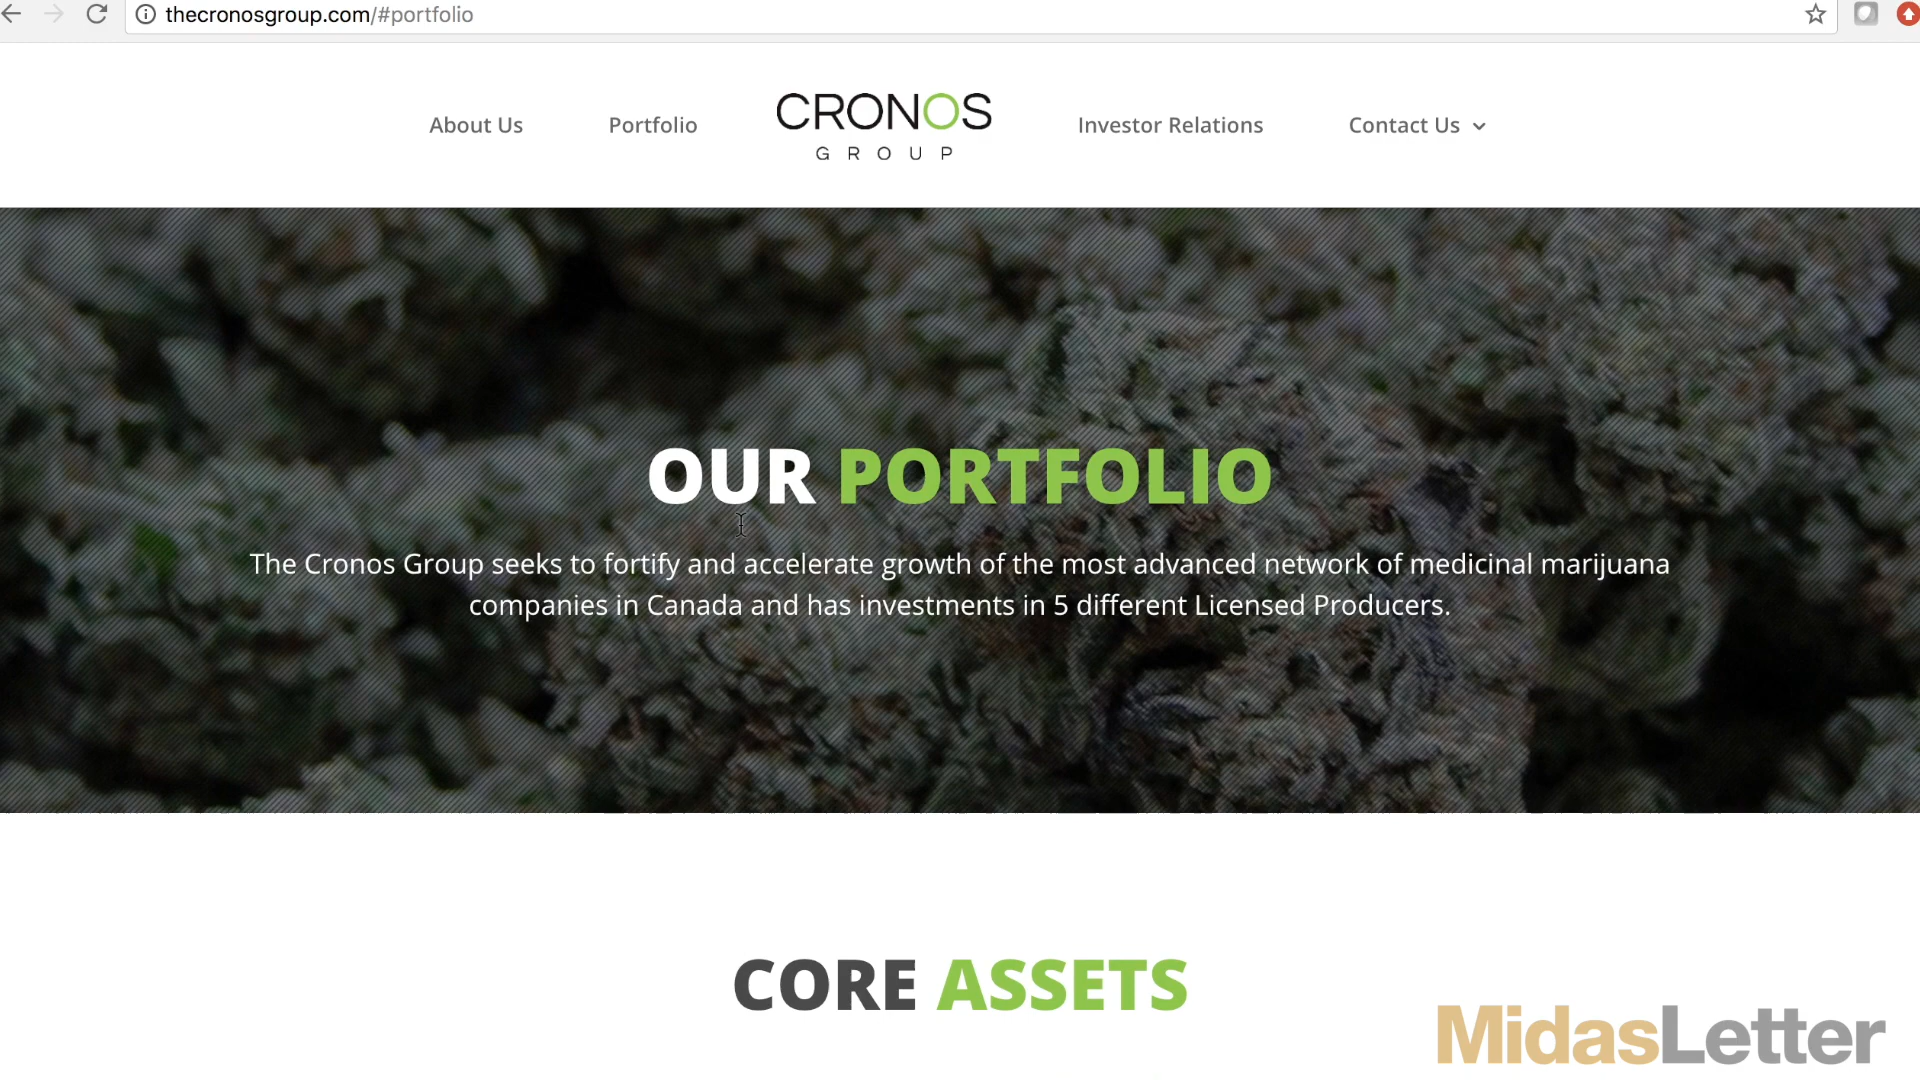 thecronosgroup.com/#portfolio
About Us
Portfolio
CRONOS
GROUP
Investor Relations
Contact Us
OUR PORTFOLIO
The Cronos Group seeks to fortify and accelerate growth of the most advanced network of medicinal marijuana
companies in Canada and has investments in 5 different Licensed Producers.
CORE ASSETS
MidasLetter